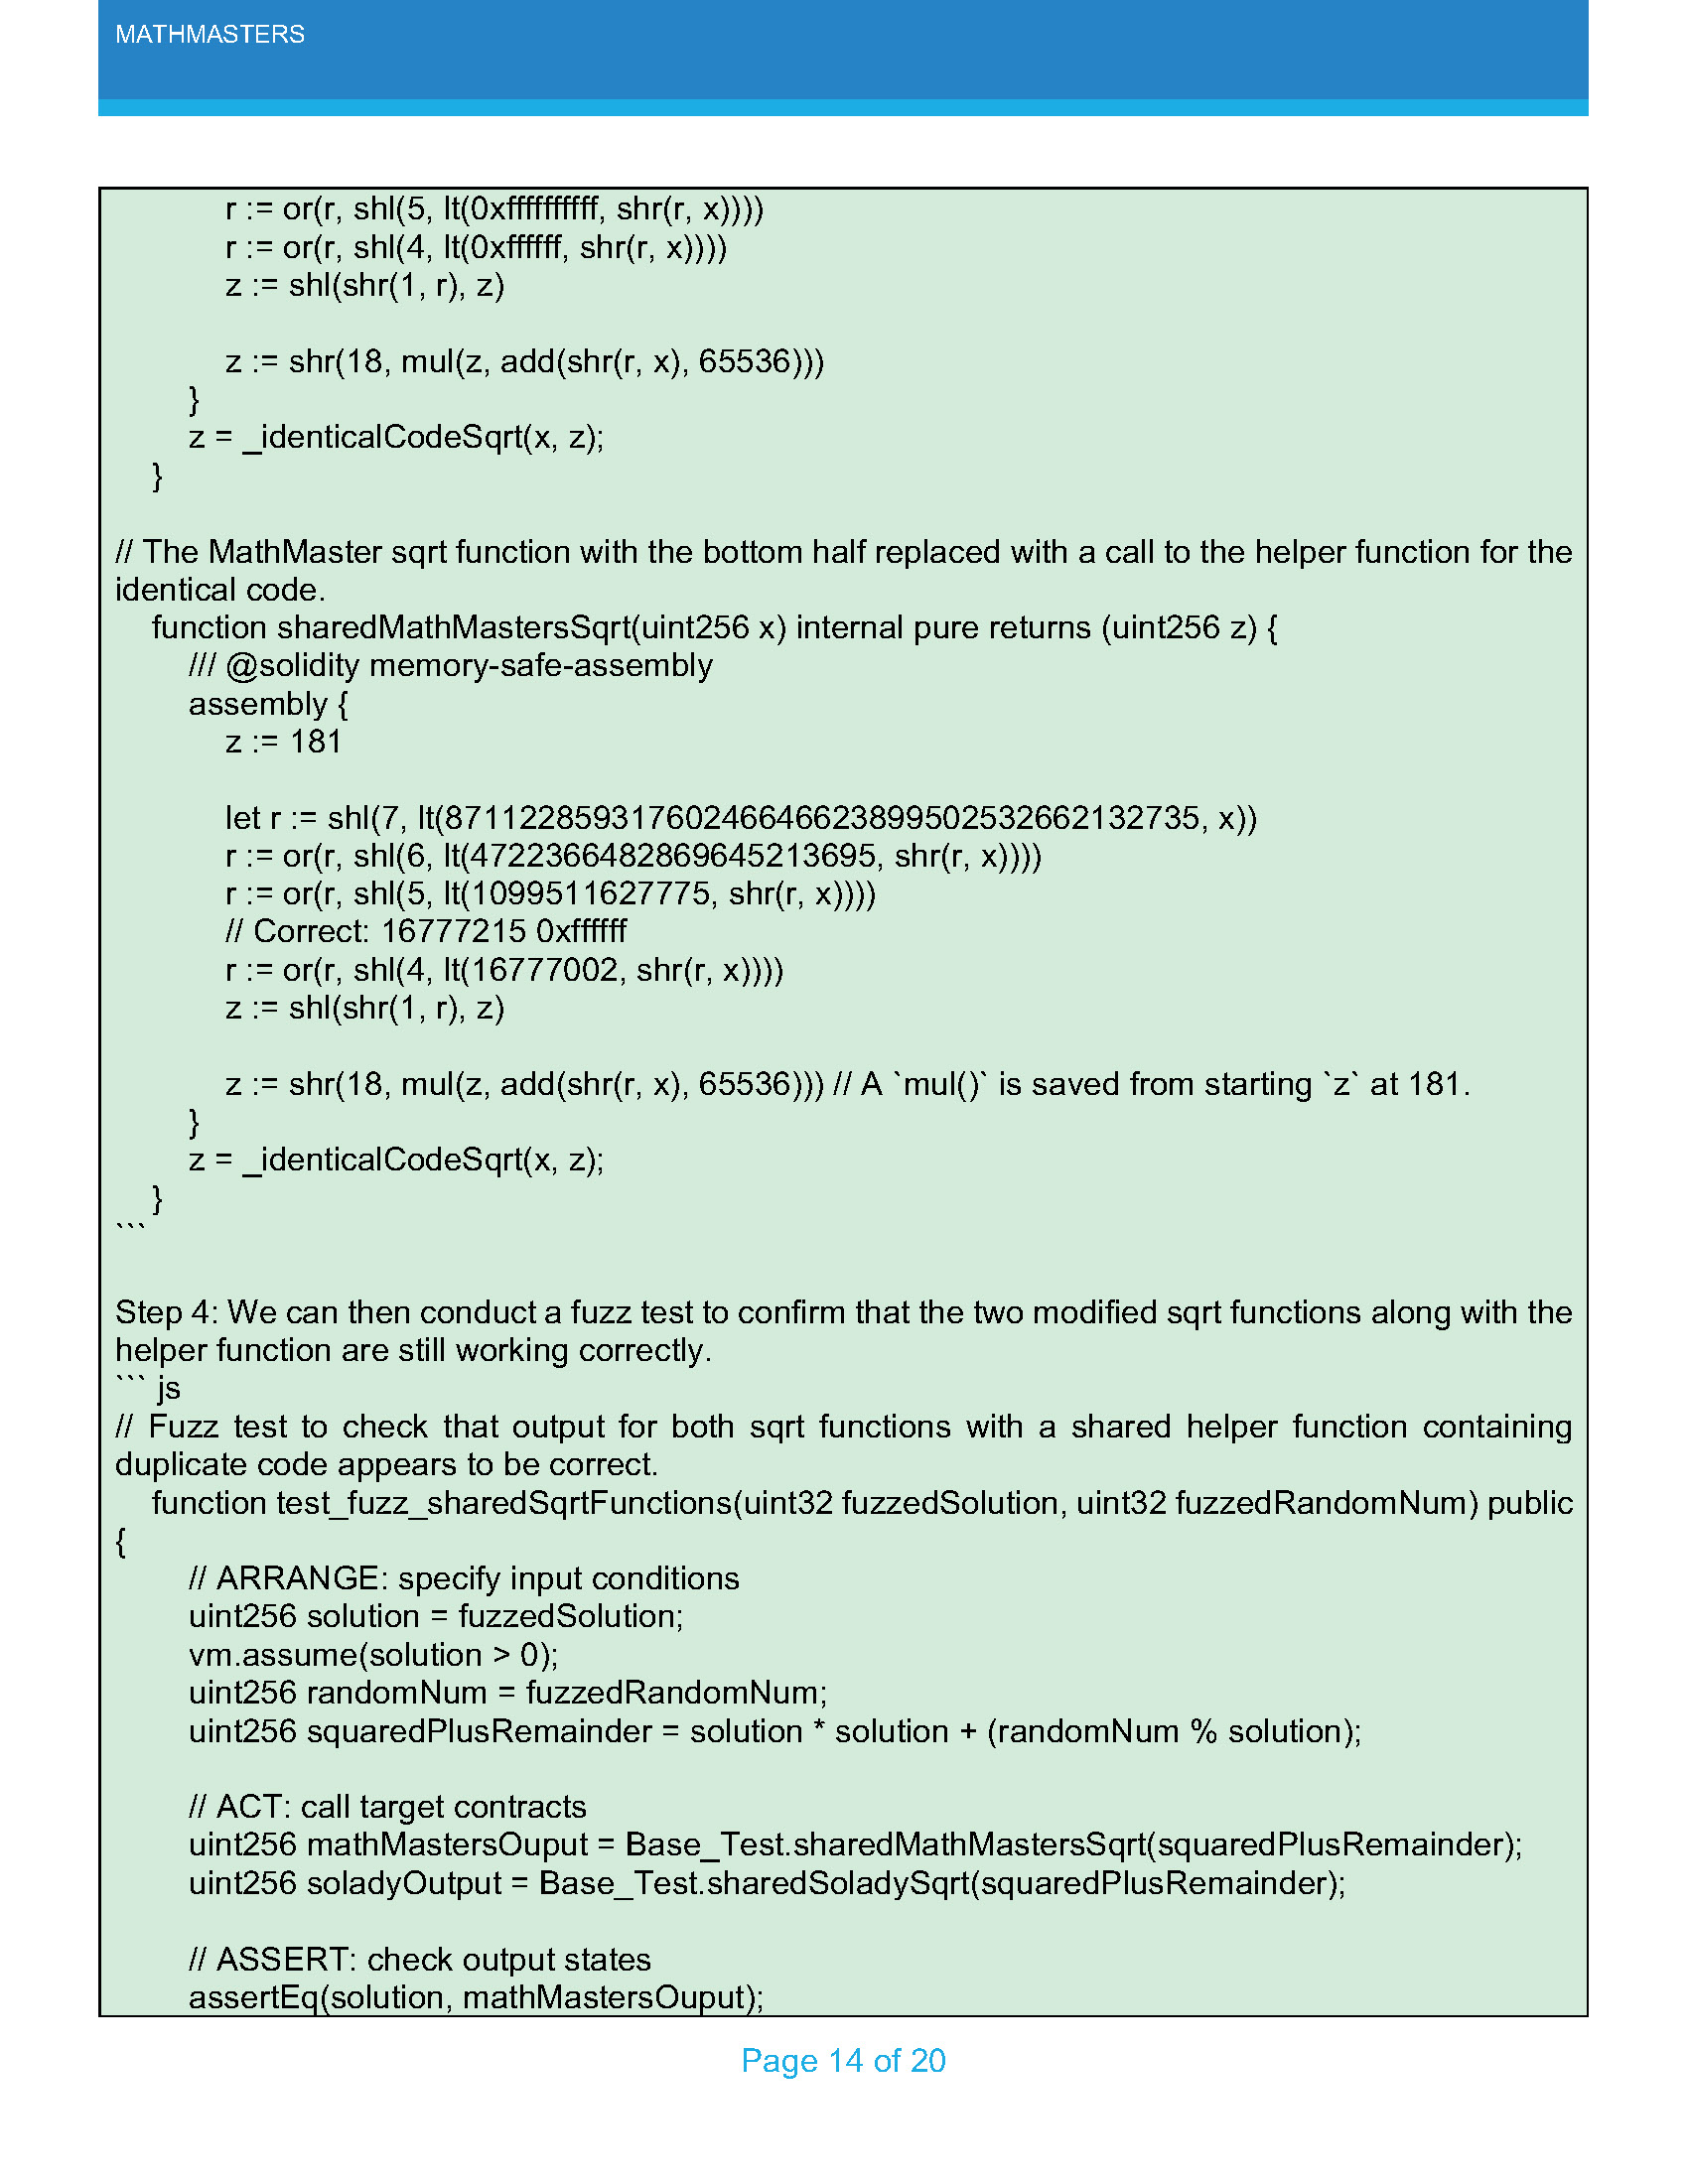 MATHMASTERS
r := or(r, shl(5, lt(0xffffffffff, shr(r, x))))
r := or(r, shl(4, lt(0xffffff, shr(r, x))))
z := shl(shr(1, r), z)
z := shr(18, mul(z, add(shr(r, x), 65536)))
}
z = _identicalCodeSqrt(x, z);
}
// The MathMaster sqrt function with the bottom half replaced with a call to the helper function for the
identical code.
function sharedMathMastersSqrt(uint256 x) internal pure returns (uint256 z) {
/// @solidity memory-safe-assembly
assembly {
z := 181
let r := shl(7, lt(87112285931760246646623899502532662132735, x))
r := or(r, shl(6, lt(4722366482869645213695, shr(r, x))))
r := or(r, shl(5, lt(1099511627775, shr(r, x))))
// Correct: 16777215 0xffffff
r := or(r, shl(4, lt(16777002, shr(r, x))))
z := shl(shr(1, r), z)
z := shr(18, mul(z, add(shr(r, x), 65536))) // A `mul()` is saved from starting `z` at 181.
}
z = _identicalCodeSqrt(x, z);
}
```
Step 4: We can then conduct a fuzz test to confirm that the two modified sqrt functions along with the
helper function are still working correctly.
``` js
// Fuzz test to check that output for both sqrt functions with a shared helper function containing
duplicate code appears to be correct.
function test_fuzz_sharedSqrtFunctions(uint32 fuzzedSolution, uint32 fuzzedRandomNum) public
{
// ARRANGE: specify input conditions
uint256 solution = fuzzedSolution;
vm.assume(solution > 0);
uint256 randomNum = fuzzedRandomNum;
uint256 squaredPlusRemainder = solution * solution + (randomNum % solution);
// ACT: call target contracts
uint256 mathMastersOuput = Base_Test.sharedMathMastersSqrt(squaredPlusRemainder);
uint256 soladyOutput = Base_Test.sharedSoladySqrt(squaredPlusRemainder);
// ASSERT: check output states
assertEq(solution, mathMastersOuput);
Page 14 of 20